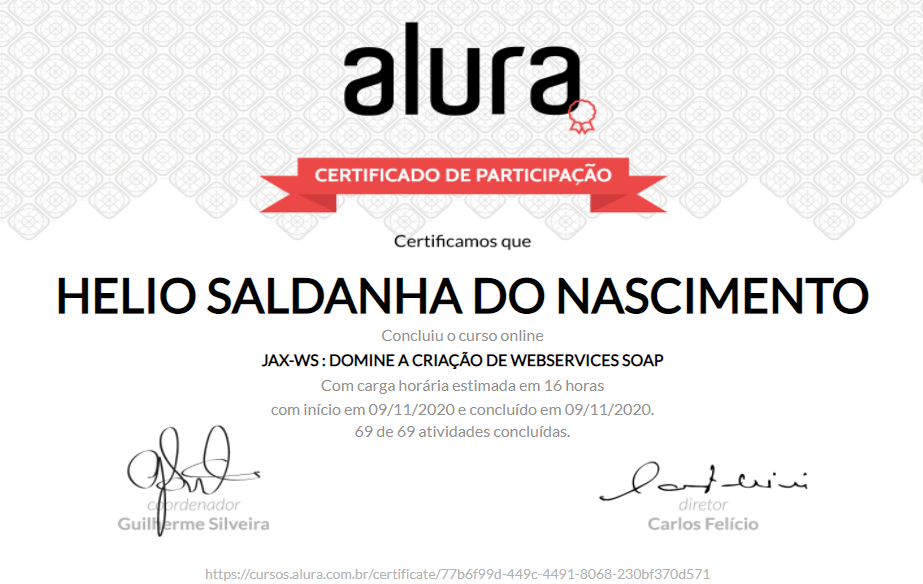 alura
CERTIFICADO DE PARTICIPAÇÃO
Certificamos que
HELIO SALDANHA DO NASCIMENTO
Concluiu o curso online
JAX-WS : DOMINE A CRIAÇÃO DE WEBSERVICES SOAP
Com carga horária estimada em 16 horas
com início em 09/11/2020 e concluído em 09/11/2020.
69 de 69 atividades concluídas.
coordenador
Guilherme Silveira
diretor
Carlos Felício
https://cursos.alura.com.br/certificate/77b6f99d-449c-4491-8068-230bf370d571